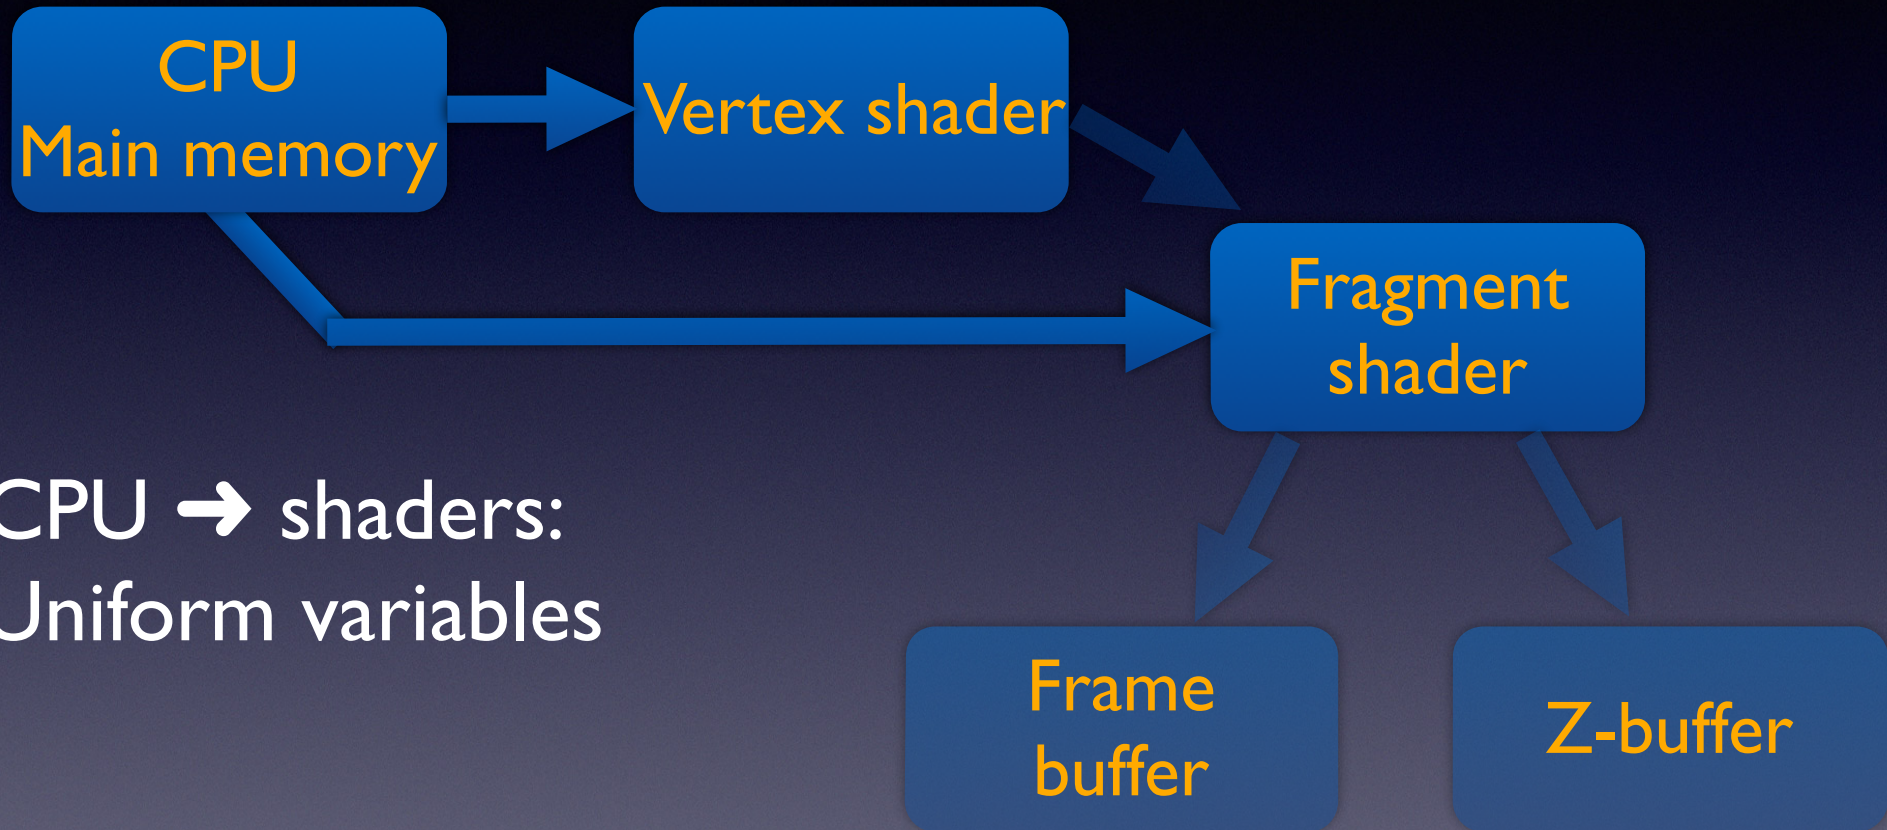 CPU
Main memory
Vertex shader
Fragment
shader
CPU ➜ shaders:
Uniform variables
Frame
buffer
Z-buffer